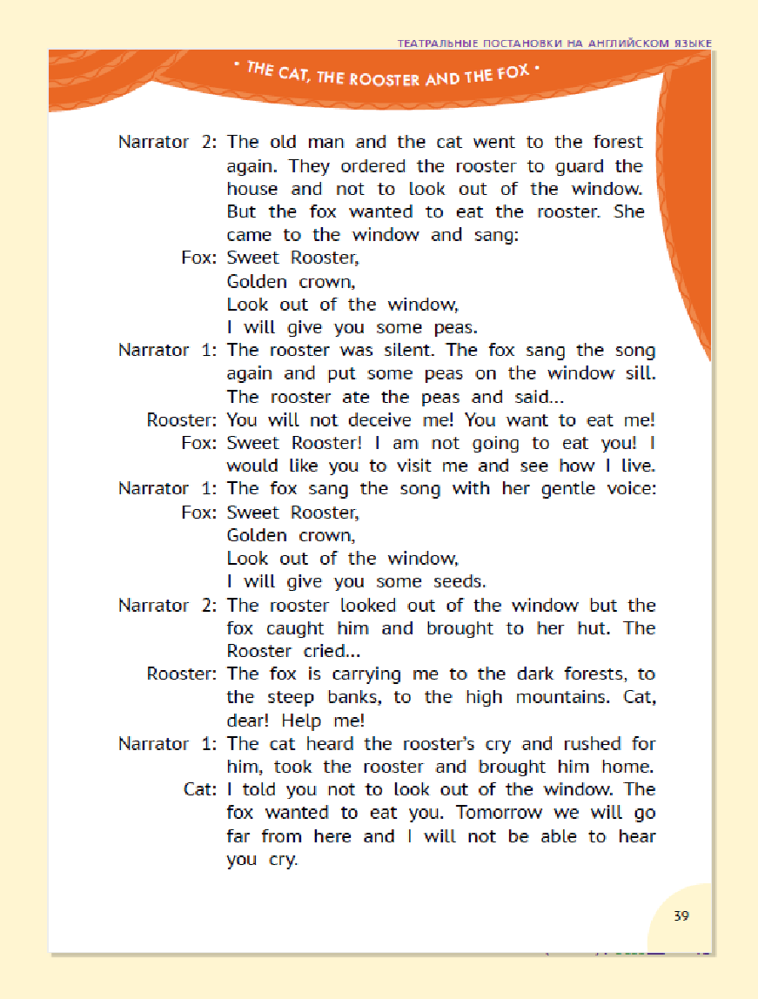 ТЕАТРАЛЬНЫЕ ПОСТАНОВКИ НА АНГЛИЙСКОМ ЯЗЫКЕ
• THE CAT, THE ROOSTER AND THE FOX •
Narrator 2: The old man and the cat went to the forest
again. They ordered the rooster to guard the
house and not to look out of the window.
But the fox wanted to eat the rooster. She
came to the window and sang:
Fox: Sweet Rooster,
Golden crown,
Look out of the window,
I will give you some peas.
Narrator 1: The rooster was silent. The fox sang the song
again and put some peas on the window sill.
The rooster ate the peas and said...
Rooster: You will not deceive me! You want to eat me!
Fox: Sweet Rooster! I am not going to eat you! I
would like you to visit me and see how I live.
Narrator 1: The fox sang the song with her gentle voice:
Fox: Sweet Rooster,
Golden crown,
Look out of the window,
I will give you some seeds.
Narrator 2: The rooster looked out of the window but the
fox caught him and brought to her hut. The
Rooster cried...
Rooster: The fox is carrying me to the dark forests, to
the steep banks, to the high mountains. Cat,
dear! Help me!
Narrator 1: The cat heard the rooster's cry and rushed for
him, took the rooster and brought him home.
Cat: I told you not to look out of the window. The
fox wanted to eat you. Tomorrow we will go
far from here and I will not be able to hear
you cry.
39